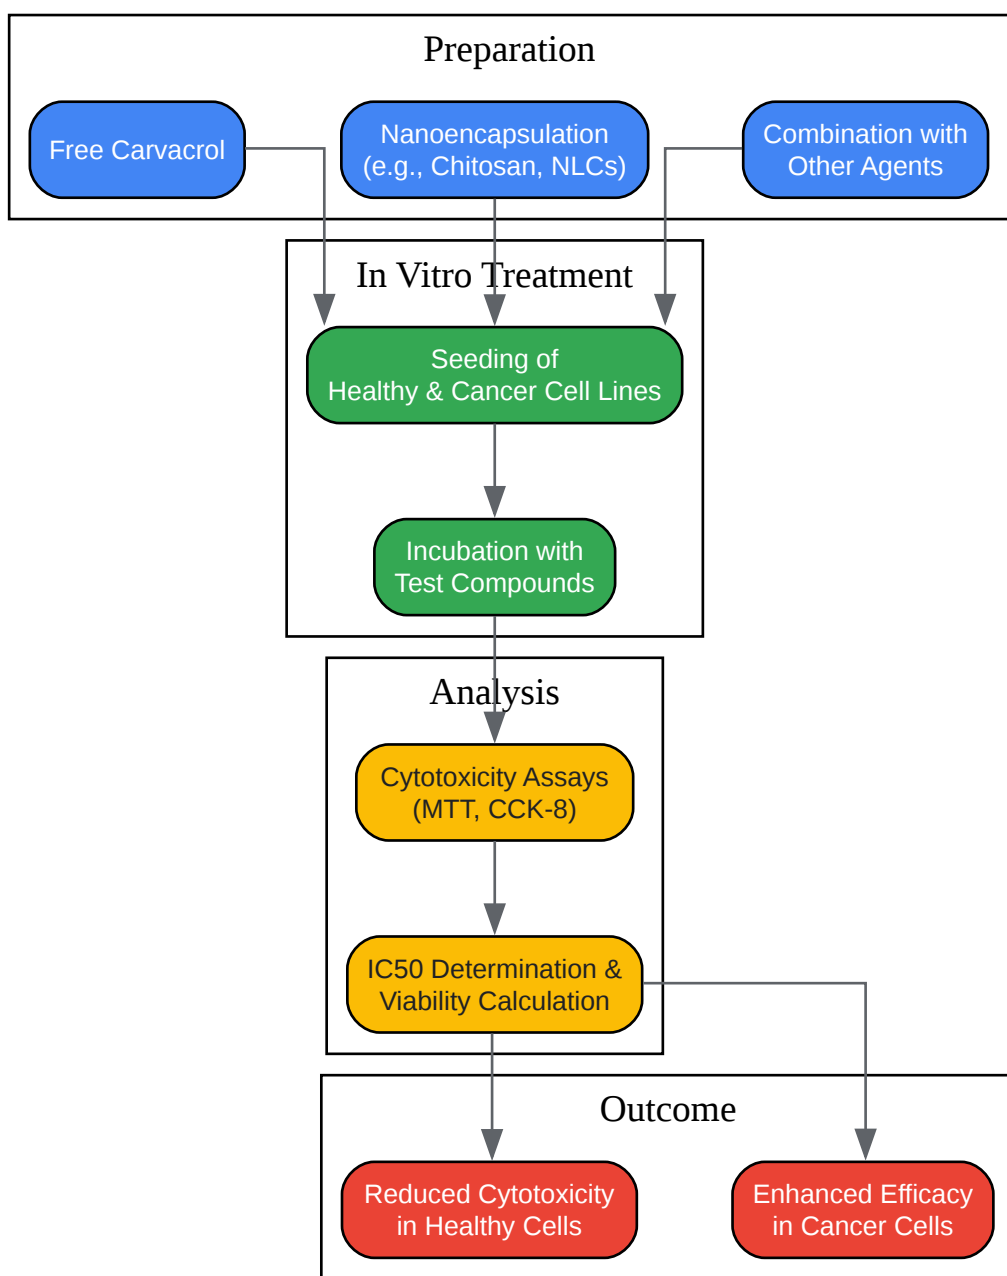 Preparation
Free Carvacrol
Nanoencapsulation
(e.g., Chitosan, NLCs)
Combination with
Other Agents
In Vitro Treatment
Seeding of
Healthy & Cancer Cell Lines
Incubation with
Test Compounds
Analysis
Cytotoxicity Assays
(MTT, CCK-8)
IC50 Determination &
Viability Calculation
Outcome
Reduced Cytotoxicity
in Healthy Cells
Enhanced Efficacy
in Cancer Cells